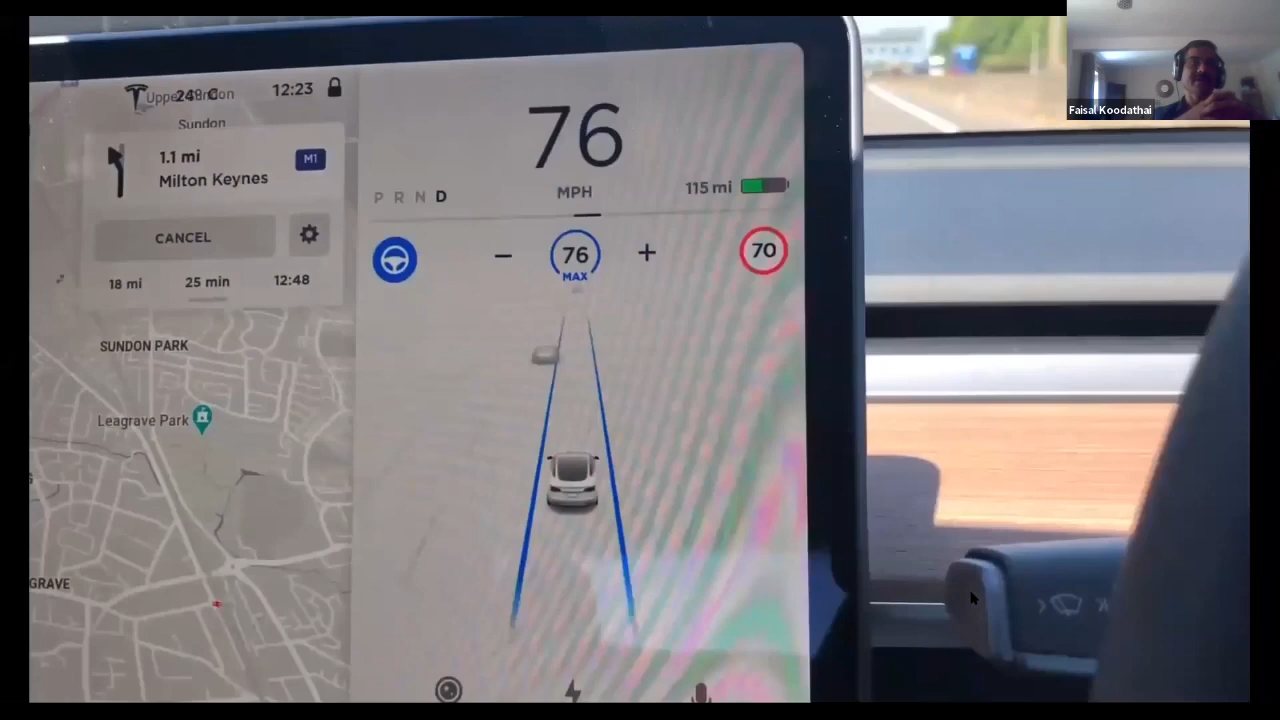 24° C
12:23
Sundon
1.1 mi
M1
Milton Keynes
CANCEL
18 mi 25 min 12:48
SUNDON PARK
Leagrave Park
GRAVE
76
MPH
P R N D
115 mi
76
MAX
70
Faisal Koodathai